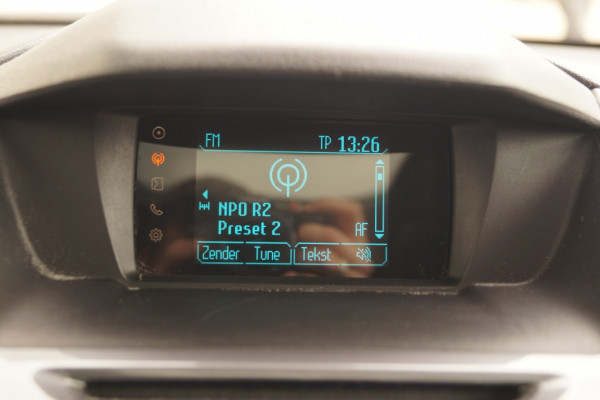 FM TP 13:26
NPO R2
Preset 2 AF
Zender Tune Tekst